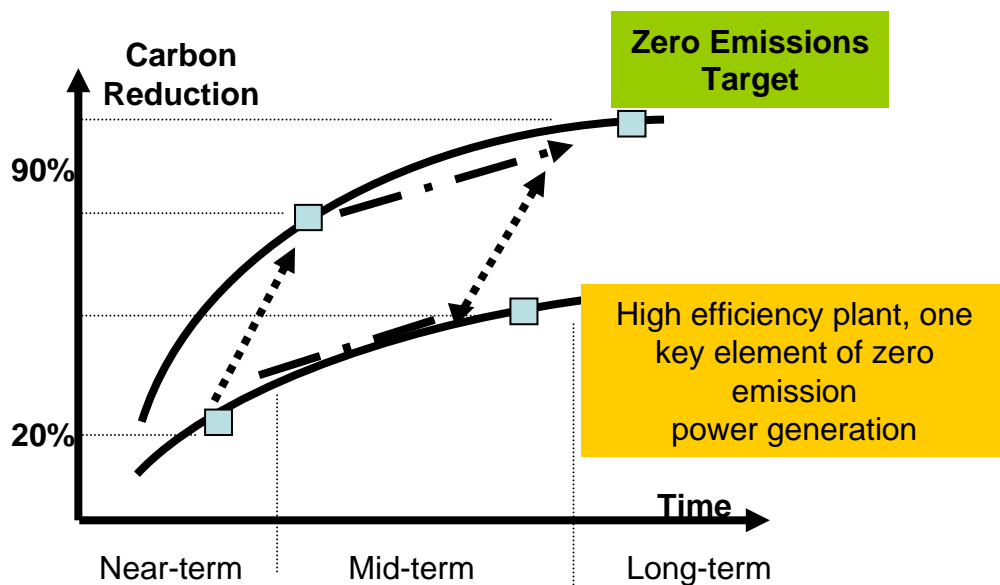 Carbon
Reduction
Zero Emissions
Target
90%
20%
High efficiency plant, one
key element of zero
emission
power generation
Time
Near-term
Mid-term
Long-term